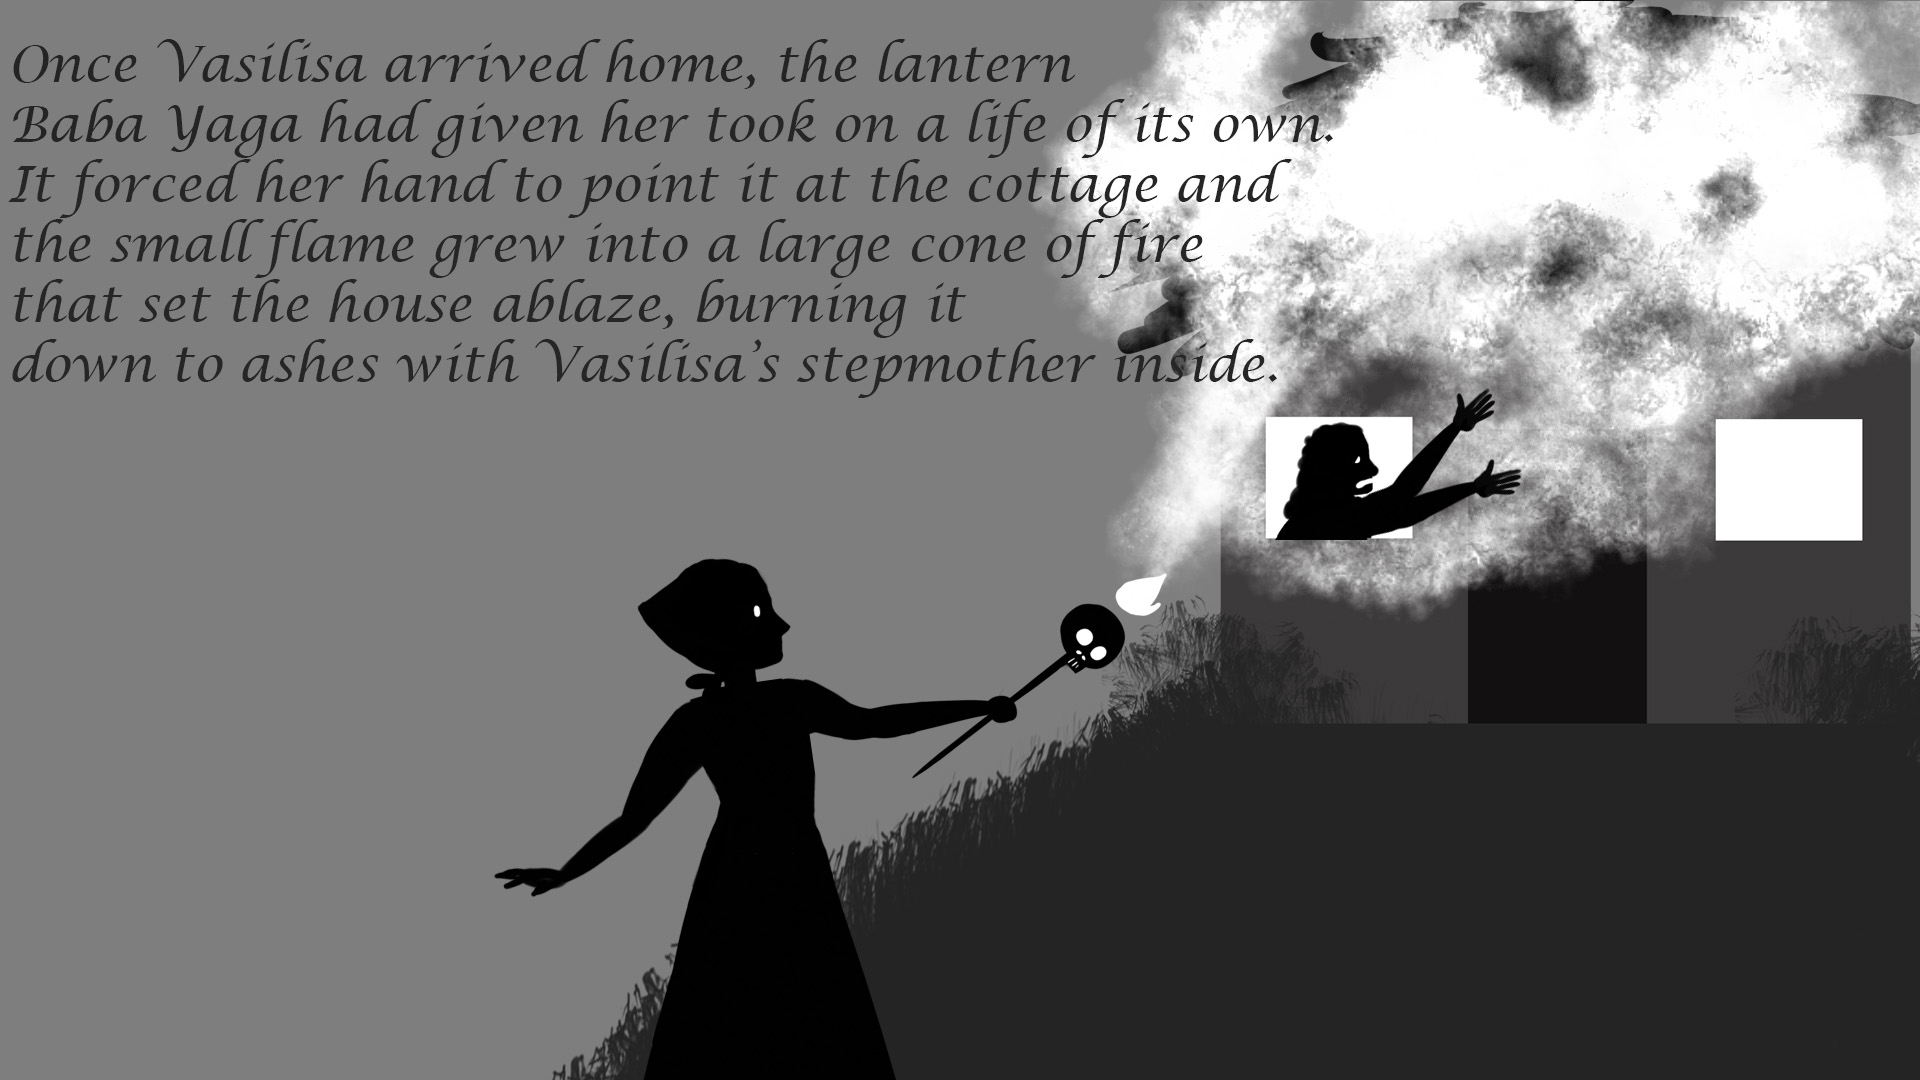 Once Vasilisa arrived home, the lantern
Baba Yaga had given her took on a life of its own.
It forced her hand to point it at the cottage and
the small flame grew into a large cone of fire
that set the house ablaze, burning it
down to ashes with Vasilisa’s stepmother inside.